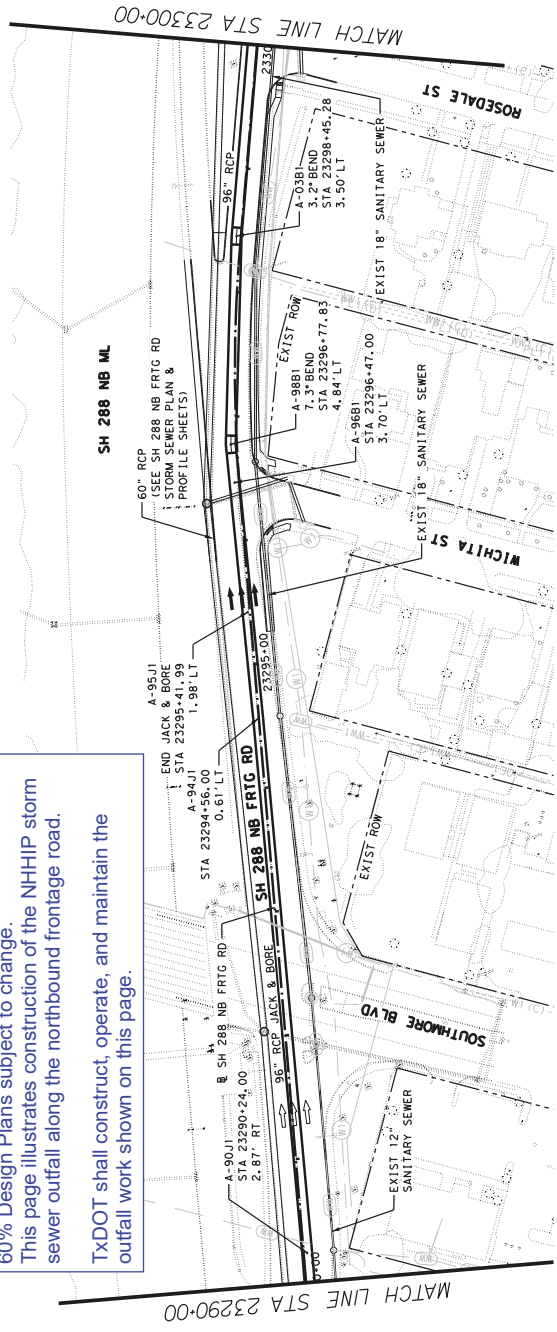 60% Design Plans subject to change.
This page illustrates construction of the NHHIP storm
sewer outfall along the northbound frontage road.
TxDOT shall construct, operate, and maintain the
outfall work shown on this page.
MATCH LINE STA 23290+00
MATCH LINE STA 23300+00
SH 288 NB ML
60" RCP
(SEE SH 288 NB FRTG RD
STORM SEWER PLAN &
PROFILE SHEETS)
96" RCP
A-90J1
STA 23290+24.00
2.87' RT
SH 288 NB FRTG RD
96" RCP JACK & BORE
A-94J1
STA 23294+56.00
0.61' LT
A-95J1
END JACK & BORE
STA 23295+41.99
1.98' LT
SH 288 NB FRTG RD
23295+00
A-96B1
STA 23296+47.00
3.70' LT
A-98B1
7.3° BEND
STA 23296+77.83
4.84' LT
A-03B1
3.2° BEND
STA 23298+45.28
3.50' LT
EXIST ROW
EXIST ROW
EXIST 12"
SANITARY SEWER
EXIST 18" SANITARY SEWER
EXIST 18" SANITARY SEWER
SOUTHMORE BLVD
WICHITA ST
ROSEDALE ST